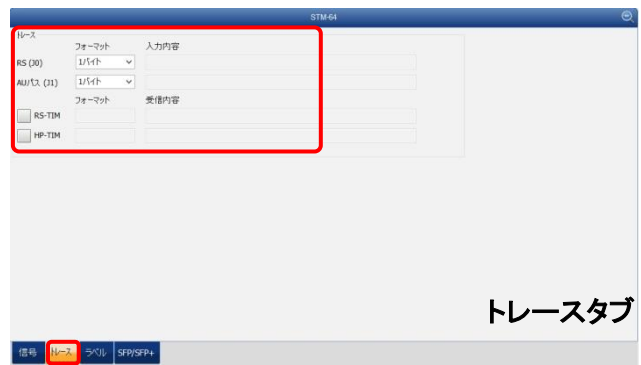 STM-64
トレース
フォーマット 入力内容
RS (J0) 1バイト
AUパス (J1) 1バイト
フォーマット 受信内容
RS-TIM
HP-TIM
トレースタブ
信号 トレース ラベル SFP/SFP+